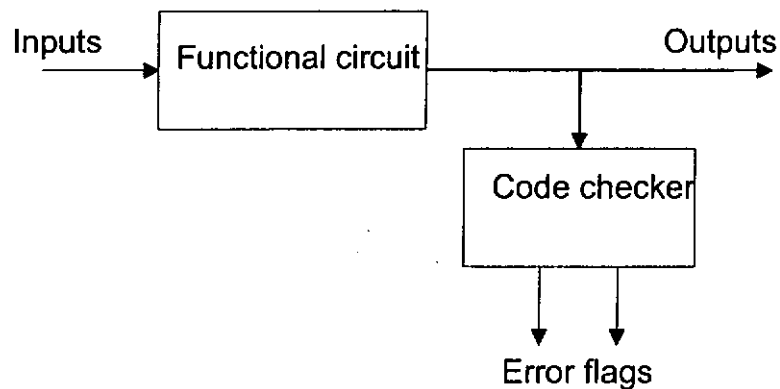 Inputs
Functional circuit
Outputs
Code checker
Error flags